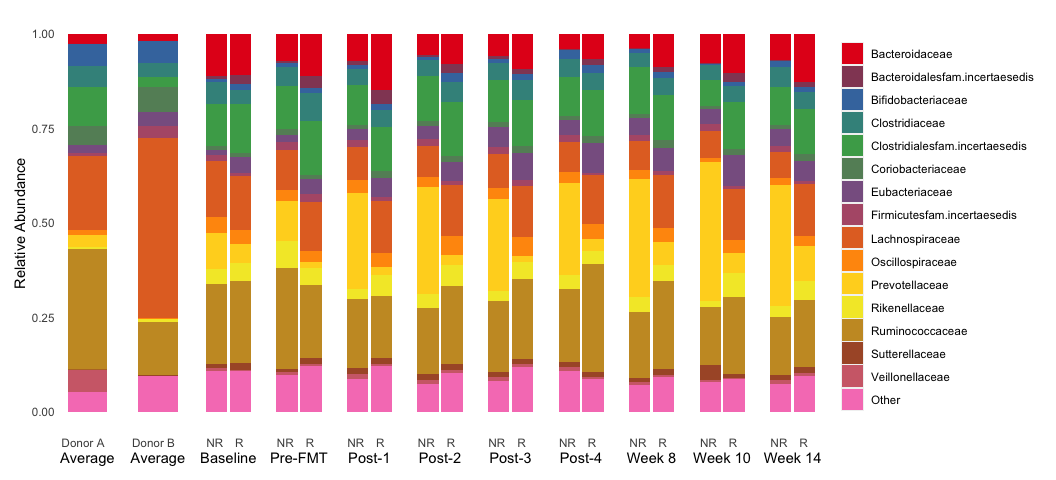 1.00
0.75
0.50
0.25
0.00
Relative Abundance
Donor A Donor B NR R NR R NR R NR R NR R NR R NR R NR R NR R
Average Average Baseline Pre-FMT Post-1 Post-2 Post-3 Post-4 Week 8 Week 10 Week 14
Bacteroidaceae
Bacteroidalesfam.incertaesedis
Bifidobacteriaceae
Clostridiaceae
Clostridialesfam.incertaesedis
Coriobacteriaceae
Eubacteriaceae
Firmicutesfam.incertaesedis
Lachnospiraceae
Oscillospiraceae
Prevotellaceae
Rikenellaceae
Ruminococcaceae
Sutterellaceae
Veillonellaceae
Other